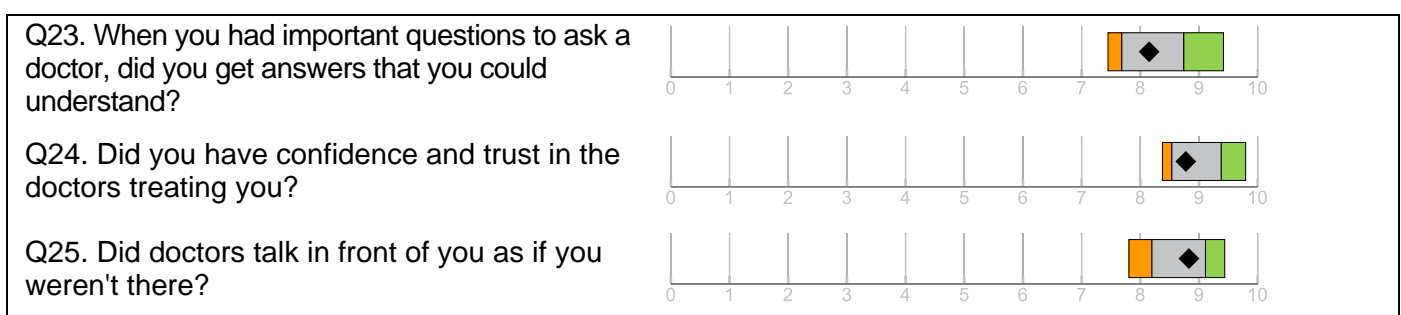 Q23. When you had important questions to ask a
doctor, did you get answers that you could
understand?
0 1 2 3 4 5 6 7 8 9 10
Q24. Did you have confidence and trust in the
doctors treating you?
0 1 2 3 4 5 6 7 8 9 10
Q25. Did doctors talk in front of you as if you
weren't there?
0 1 2 3 4 5 6 7 8 9 10